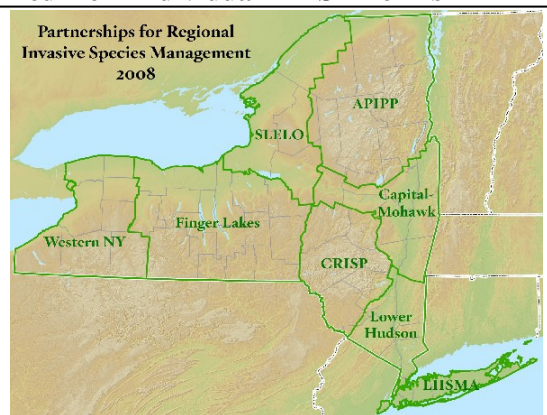 Partnerships for Regional
Invasive Species Management
2008
APIPP
SLELO
Capital-
Mohawk
Finger Lakes
Western NY
CRISP
Lower
Hudson
LIISMA